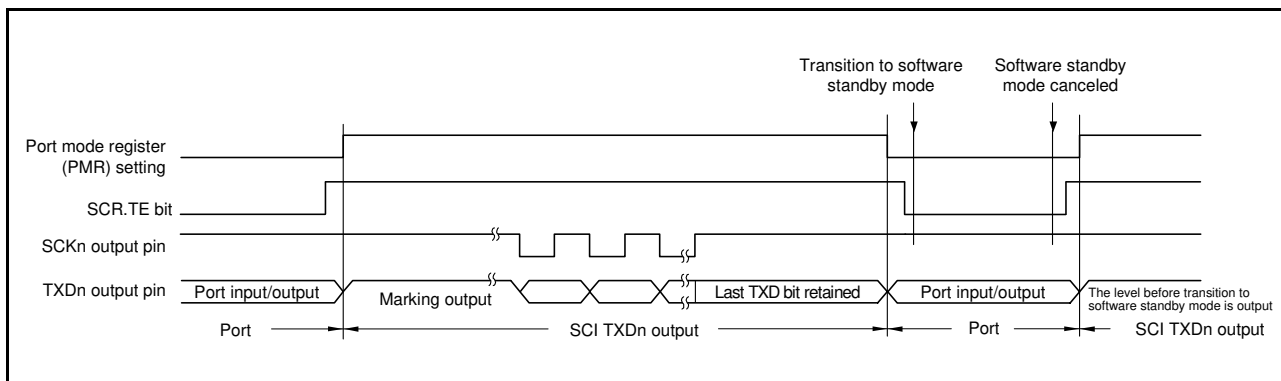 Transition to software
standby mode
Software standby
mode canceled
Port mode register
(PMR) setting
SCR.TE bit
SCKn output pin
TXDn output pin
Port input/output
Marking output
Last TXD bit retained
Port input/output
The level before transition to
software standby mode is output
Port
SCI TXDn output
Port
SCI TXDn output